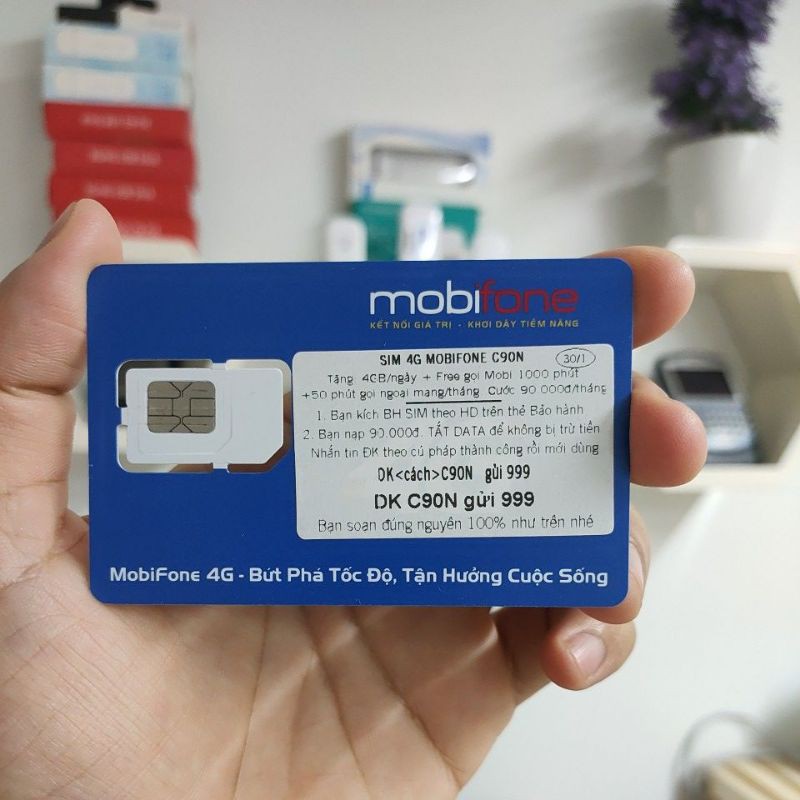 mobifone
KẾT NỐI GIÁ TRỊ - KHƠI DẬY TIỀM NĂNG
SIM 4G MOBIFONE C90N 30/1
Tặng 4GB/ngày + Free gọi Mobi 1000 phút
+50 phút gọi ngoại mạng/tháng Cước 90.000đ/tháng
1. Bạn kích BH SIM theo HD trên thẻ Bảo hành
2. Bạn nạp 90.000đ. TẮT DATA để không bị trừ tiền
Nhắn tin ĐK theo cú pháp thành công rồi mới dùng
DK<cách>C90N gửi 999
DK C90N gửi 999
Bạn soạn đúng nguyên 100% như trên nhé
MobiFone 4G - Bứt Phá Tốc Độ, Tận Hưởng Cuộc Sống